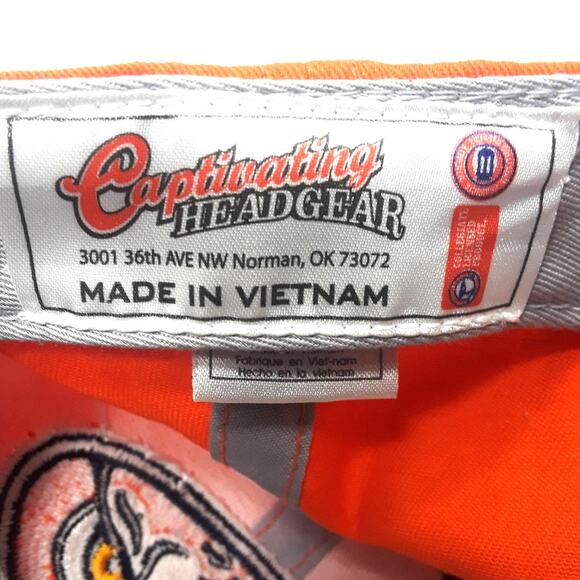 Captivating
HEADGEAR
3001 36th AVE NW Norman, OK 73072
MADE IN VIETNAM
COLLEGIATE
LICENSED
PRODUCT
Fabrique en Viet-nam
Hecho en la vietnam